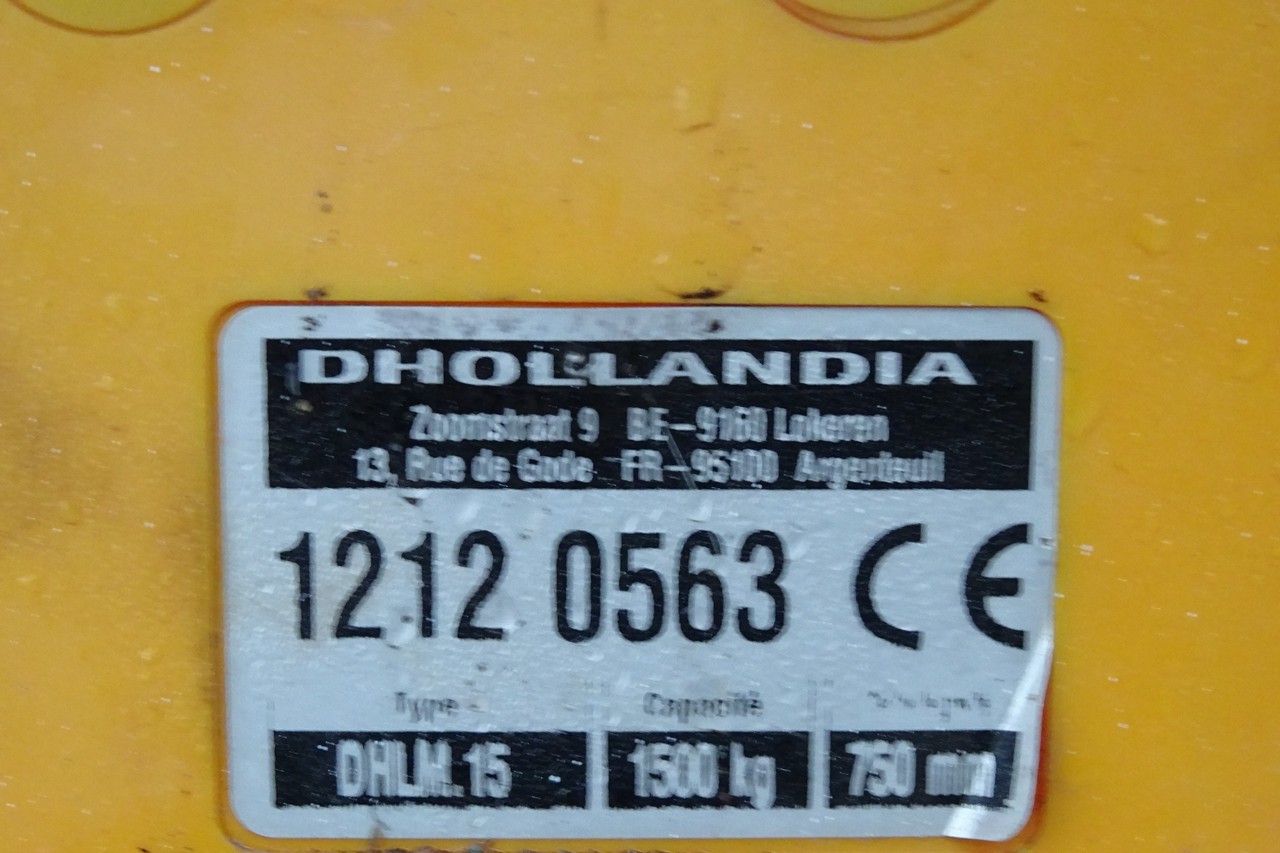 DHOLLANDIA
Zoomstraat 9 BE-9160 Lokeren
13, Rue de Gode FR-95100 Argenteuil
1212 0563 CE
Type Capacité
DHLM.15 1500 kg 750 mm